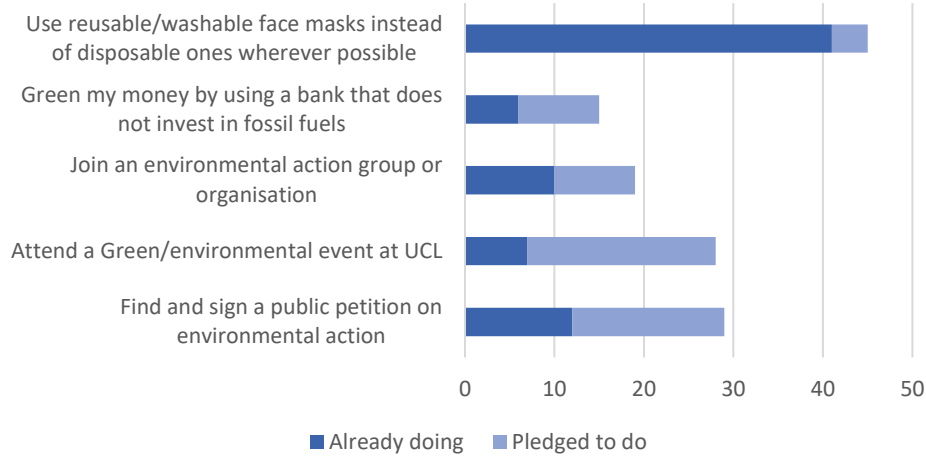 Use reusable/washable face masks instead
of disposable ones wherever possible
Green my money by using a bank that does
not invest in fossil fuels
Join an environmental action group or
organisation
Attend a Green/environmental event at UCL
Find and sign a public petition on
environmental action
0 10 20 30 40 50
Already doing Pledged to do